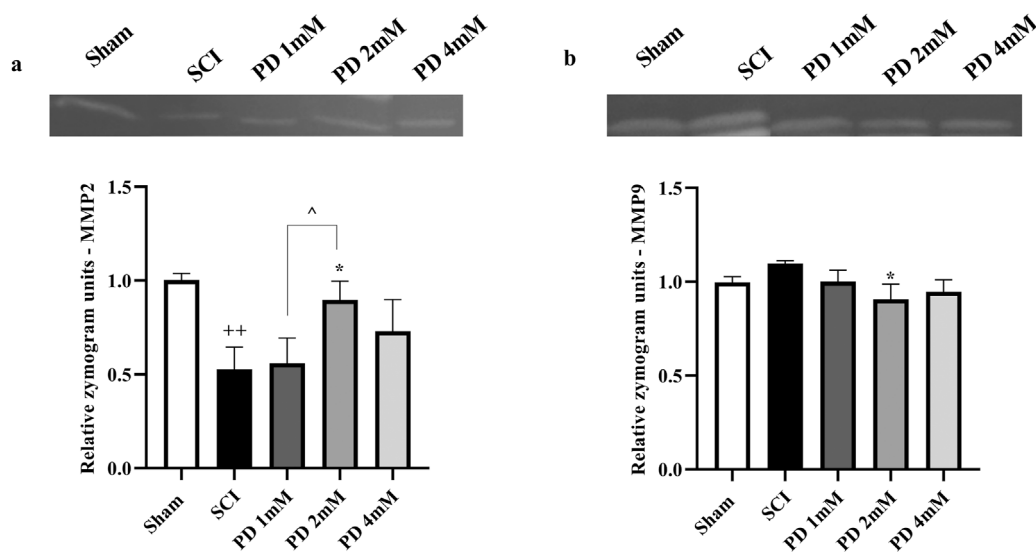 a
Sham
SCI
PD 1mM
PD 2mM
PD 4mM
Relative zymogram units - MMP2
1.5
1.0
0.5
0.0
^
*
++
Sham
SCI
PD 1mM
PD 2mM
PD 4mM
b
Sham
SCI
PD 1mM
PD 2mM
PD 4mM
Relative zymogram units - MMP9
1.5
1.0
0.5
0.0
*
Sham
SCI
PD 1mM
PD 2mM
PD 4mM